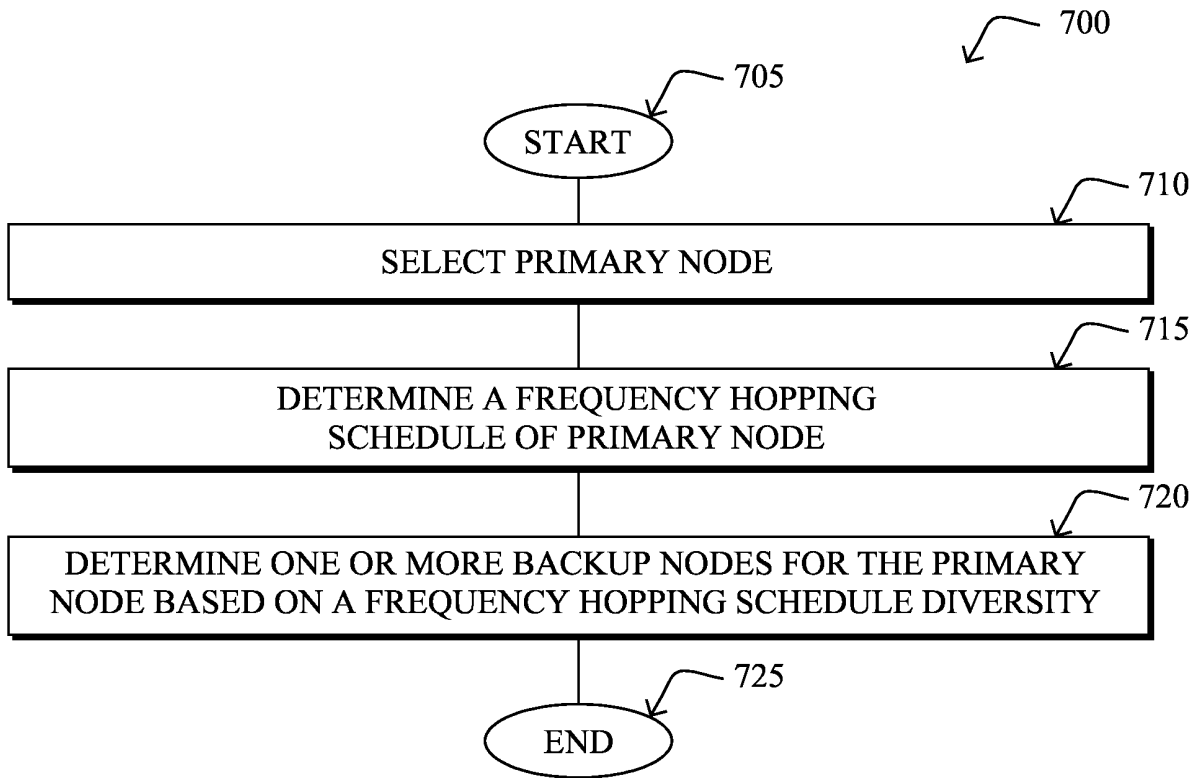 700
705
START
710
SELECT PRIMARY NODE
715
DETERMINE A FREQUENCY HOPPING
SCHEDULE OF PRIMARY NODE
720
DETERMINE ONE OR MORE BACKUP NODES FOR THE PRIMARY
NODE BASED ON A FREQUENCY HOPPING SCHEDULE DIVERSITY
725
END